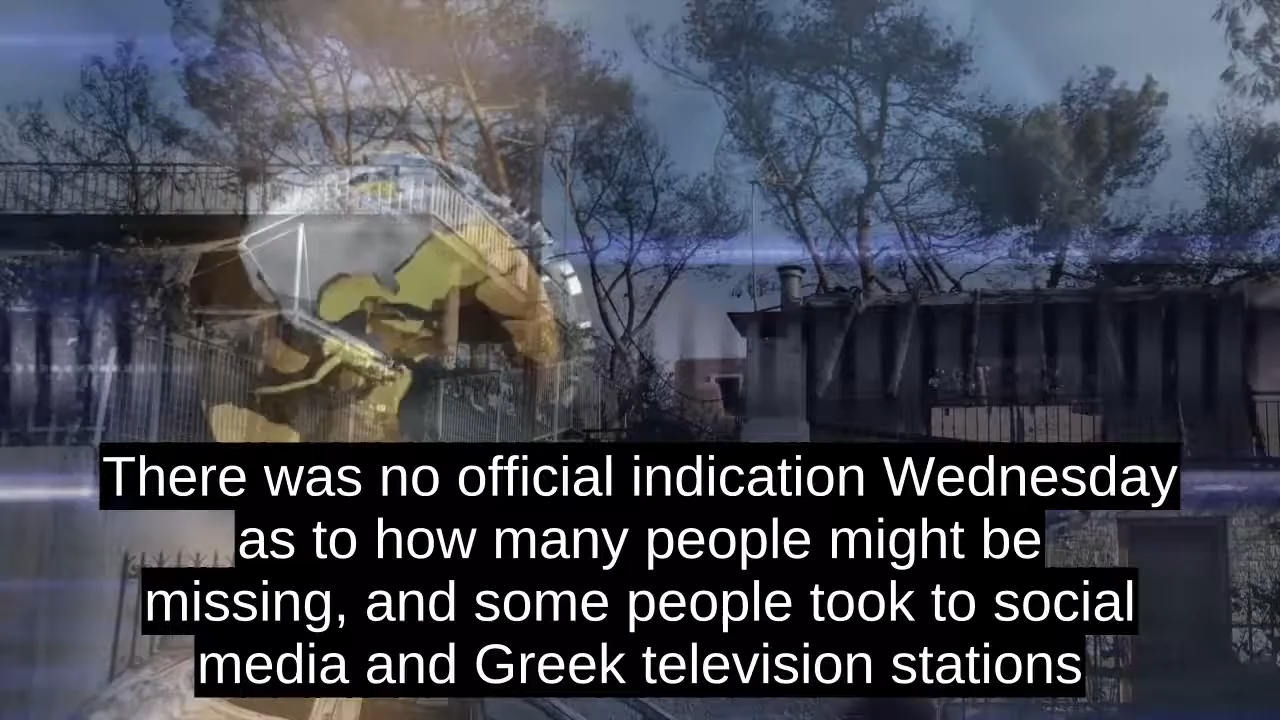 There was no official indication Wednesday
as to how many people might be
missing, and some people took to social
media and Greek television stations